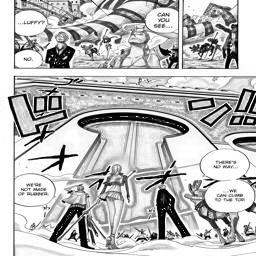 ...LUFFY?
NO.
CAN
YOU
SEE...
WE'RE
NOT MADE
OF RUBBER.
THERE'S
NO WAY...
...WE
CAN CLIMB
TO THE TOP!